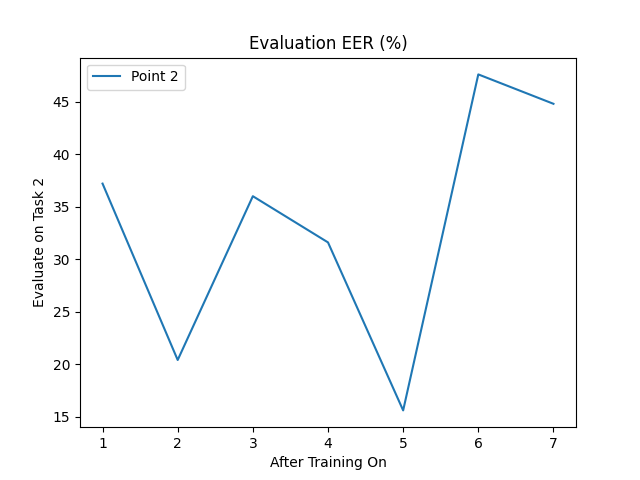 Evaluation EER (%)
Point 2
Evaluate on Task 2
45
40
35
30
25
20
15
1 2 3 4 5 6 7
After Training On